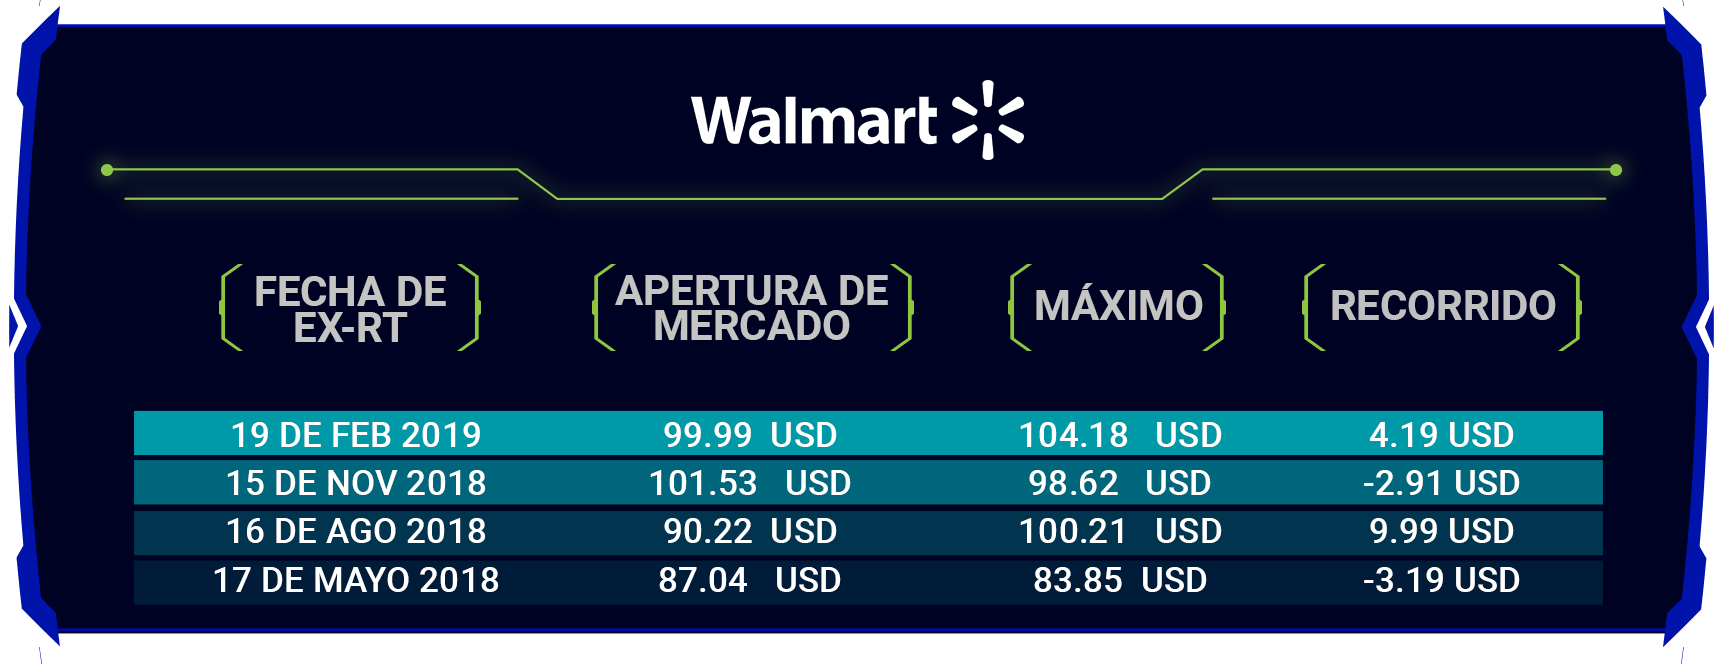 Walmart
FECHA DE
EX-RT
APERTURA DE
MERCADO
MÁXIMO
RECORRIDO
19 DE FEB 2019 99.99 USD 104.18 USD 4.19 USD
15 DE NOV 2018 101.53 USD 98.62 USD -2.91 USD
16 DE AGO 2018 90.22 USD 100.21 USD 9.99 USD
17 DE MAYO 2018 87.04 USD 83.85 USD -3.19 USD